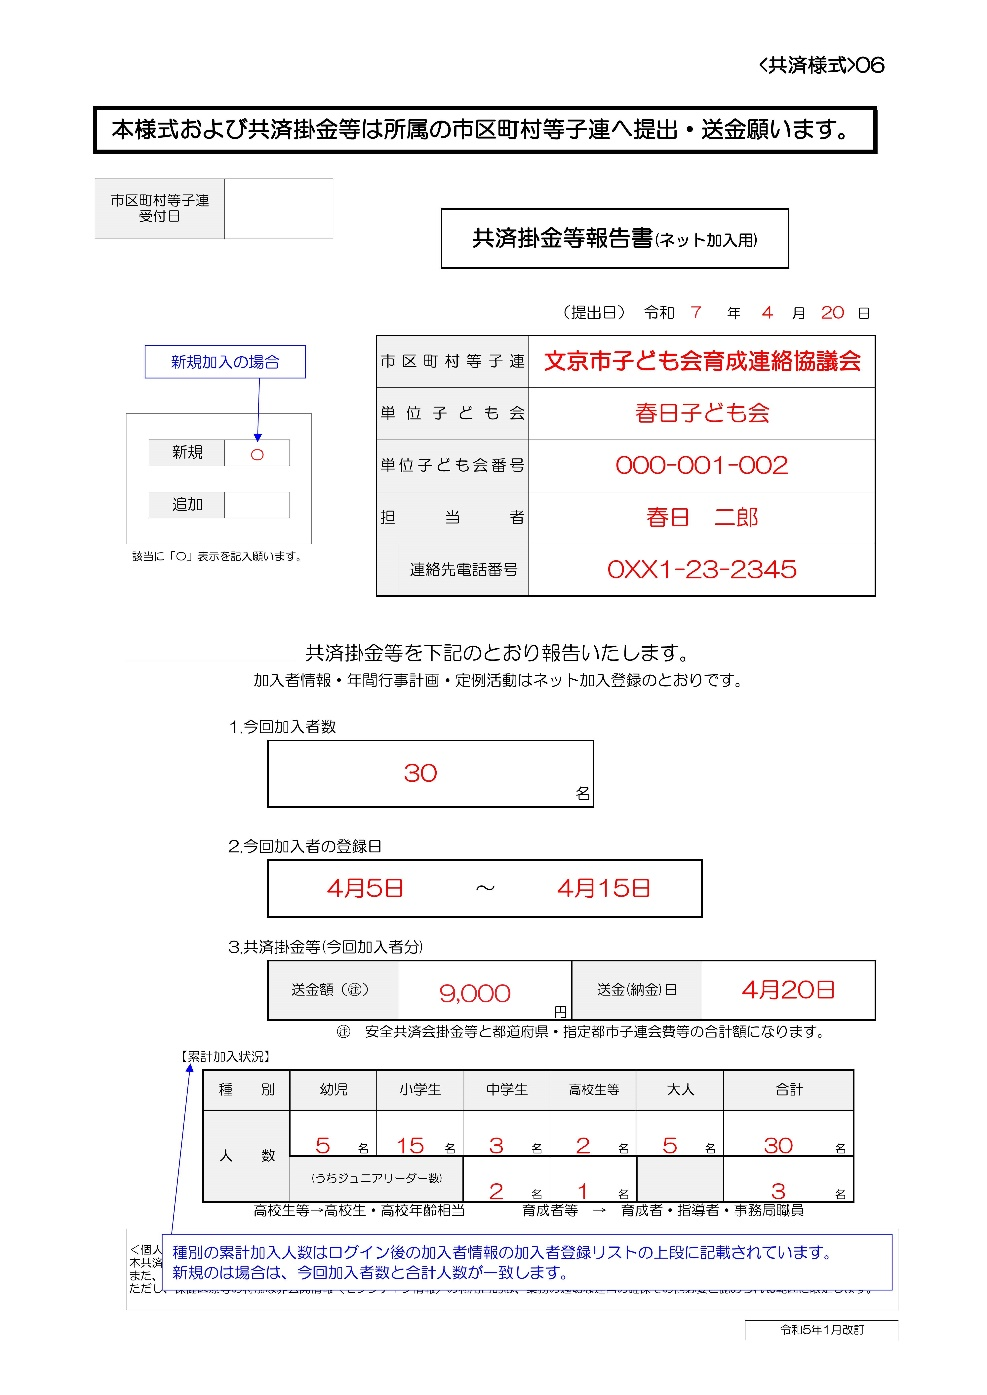 <共済様式>06
本様式および共済掛金等は所属の市区町村等子連へ提出・送金願います。
市区町村等子連
受付日
共済掛金等報告書(ネット加入用)
（提出日） 令和 7 年 4 月 20 日
新規加入の場合
新規 ○
追加
該当に「○」表示を記入願います。
市区町村等子連 文京市子ども会育成連絡協議会
単位子ども会 春日子ども会
単位子ども会番号 000-001-002
担当者 春日 二郎
連絡先電話番号 0XX1-23-2345
共済掛金等を下記のとおり報告いたします。
加入者情報・年間行事計画・定例活動はネット加入登録のとおりです。
1.今回加入者数
30 名
2.今回加入者の登録日
4月5日 ～ 4月15日
3.共済掛金等(今回加入者分)
送金額（㊟） 9,000 円 送金(納金)日 4月20日
㊟ 安全共済会掛金等と都道府県・指定都市子連会費等の合計額になります。
【累計加入状況】
種別 幼児 小学生 中学生 高校生等 大人 合計
人数 5 名 15 名 3 名 2 名 5 名 30 名
(うちジュニアリーダー数) 2 名 1 名 3 名
高校生等→高校生・高校年齢相当 育成者等 → 育成者・指導者・事務局職員
＜個人
本共済
また、
種別の累計加入人数はログイン後の加入者情報の加入者登録リストの上段に記載されています。
新規のは場合は、今回加入者数と合計人数が一致します。
令和5年1月改訂